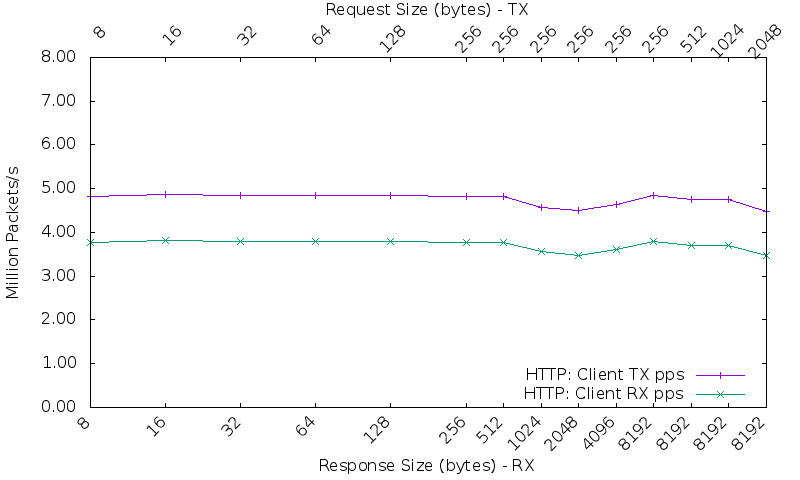 Request Size (bytes) - TX
8 16 32 64 128 256 256 256 256 256 256 512 1024 2048
8.00
7.00
6.00
5.00
4.00
3.00
2.00
1.00
0.00
Million Packets/s
HTTP: Client TX pps
HTTP: Client RX pps
8 16 32 64 128 256 512 1024 2048 4096 8192 8192 8192 8192
Response Size (bytes) - RX